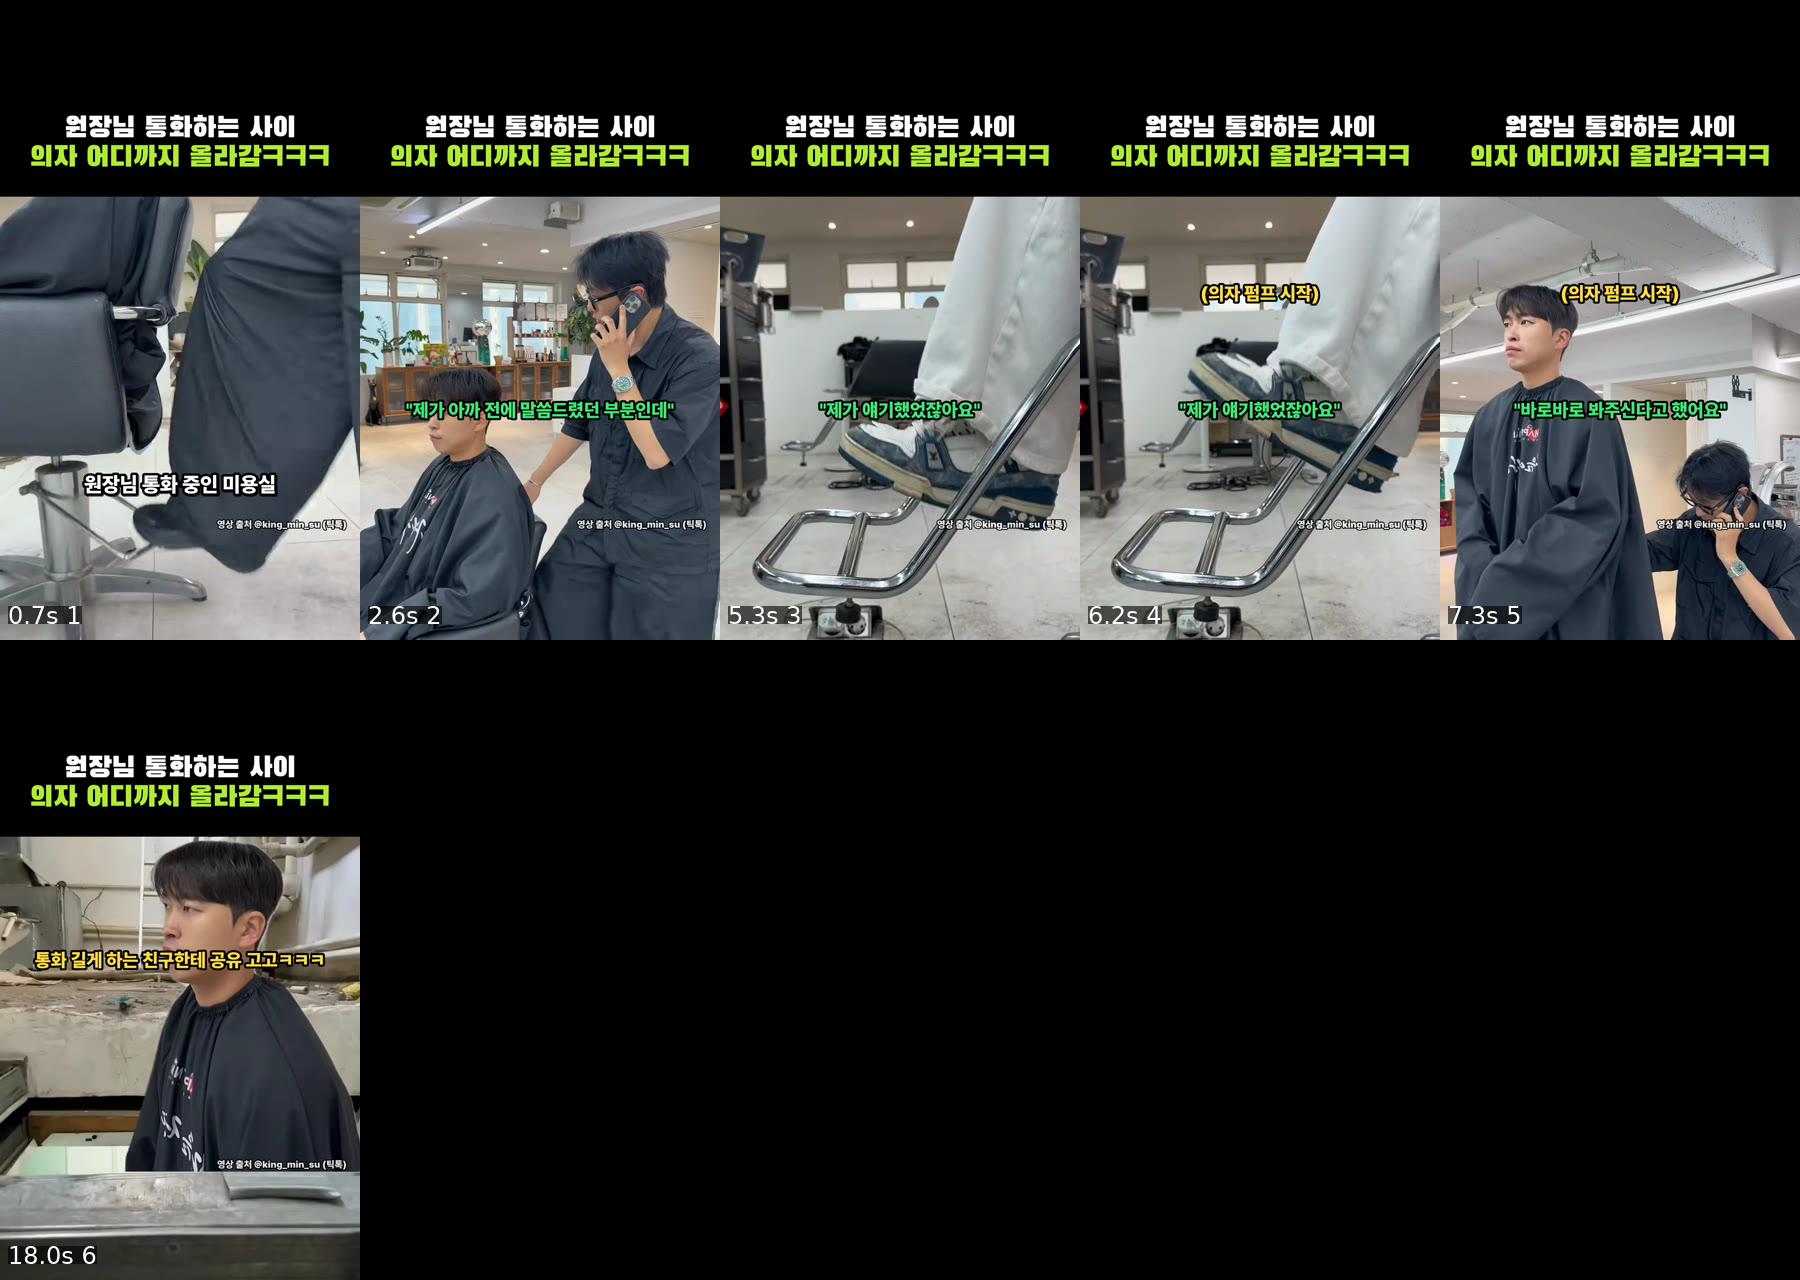 원장님 통화하는 사이
의자 어디까지 올라감ㅋㅋㅋ
원장님 통화 중인 미용실
영상 출처 @king_min_su (틱톡)
0.7s 1
원장님 통화하는 사이
의자 어디까지 올라감ㅋㅋㅋ
"제가 아까 전에 말씀드렸던 부분인데"
영상 출처 @king_min_su (틱톡)
2.6s 2
원장님 통화하는 사이
의자 어디까지 올라감ㅋㅋㅋ
"제가 얘기했었잖아요"
영상 출처 @king_min_su (틱톡)
5.3s 3
원장님 통화하는 사이
의자 어디까지 올라감ㅋㅋㅋ
(의자 펌프 시작)
"제가 얘기했었잖아요"
영상 출처 @king_min_su (틱톡)
6.2s 4
원장님 통화하는 사이
의자 어디까지 올라감ㅋㅋㅋ
(의자 펌프 시작)
"바로바로 봐주신다고 했어요"
영상 출처 @king_min_su (틱톡)
7.3s 5
원장님 통화하는 사이
의자 어디까지 올라감ㅋㅋㅋ
통화 길게 하는 친구한테 공유 고고ㅋㅋㅋ
영상 출처 @king_min_su (틱톡)
18.0s 6